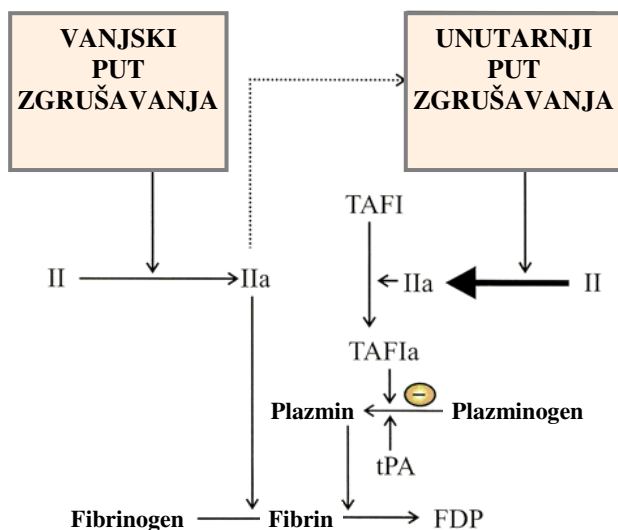 VANJSKI
PUT
ZGRUŠAVANJA
UNUTARNJI
PUT
ZGRUŠAVANJA
TAFI
II
IIa
IIa
II
TAFIa
−
Plazmin
Plazminogen
tPA
Fibrinogen
Fibrin
FDP